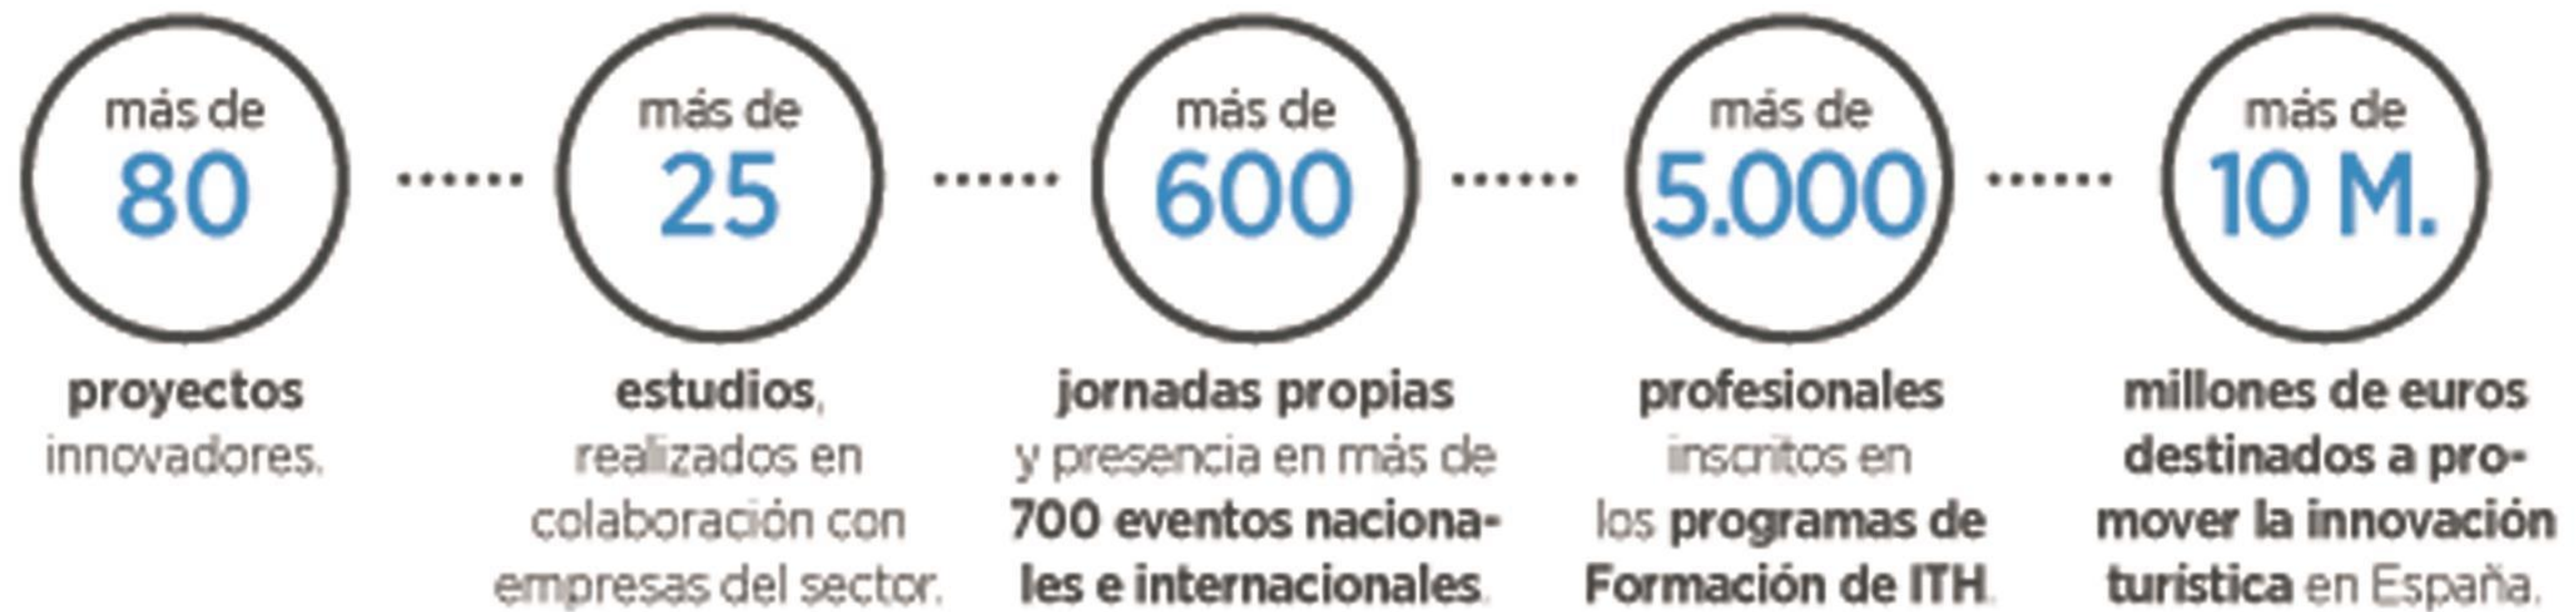 más de
80
proyectos
innovadores.
más de
25
estudios,
realizados en
colaboración con
empresas del sector.
más de
600
jornadas propias
y presencia en más de
700 eventos naciona-
les e internacionales.
más de
5.000
profesionales
inscritos en
los programas de
Formación de ITH.
más de
10 M.
millones de euros
destinados a pro-
mover la innovación
turística en España.